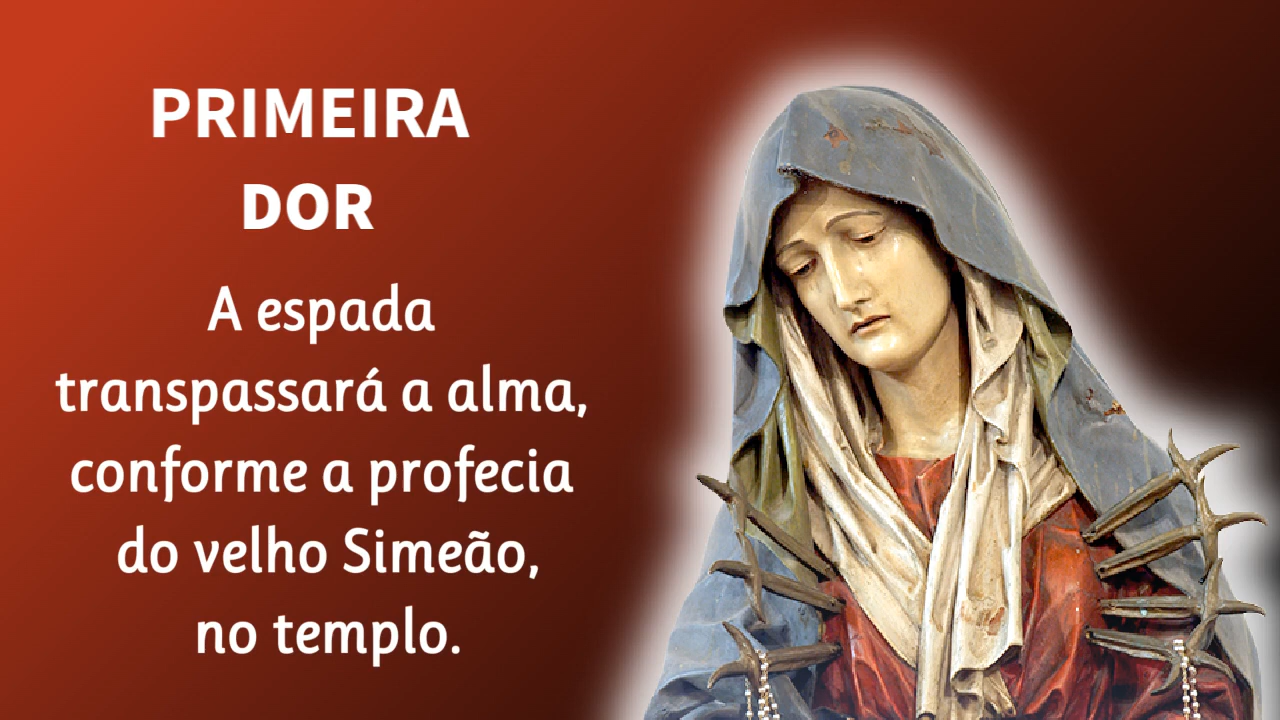 PRIMEIRA
DOR
A espada
transpassará a alma,
conforme a profecia
do velho Simeão,
no templo.